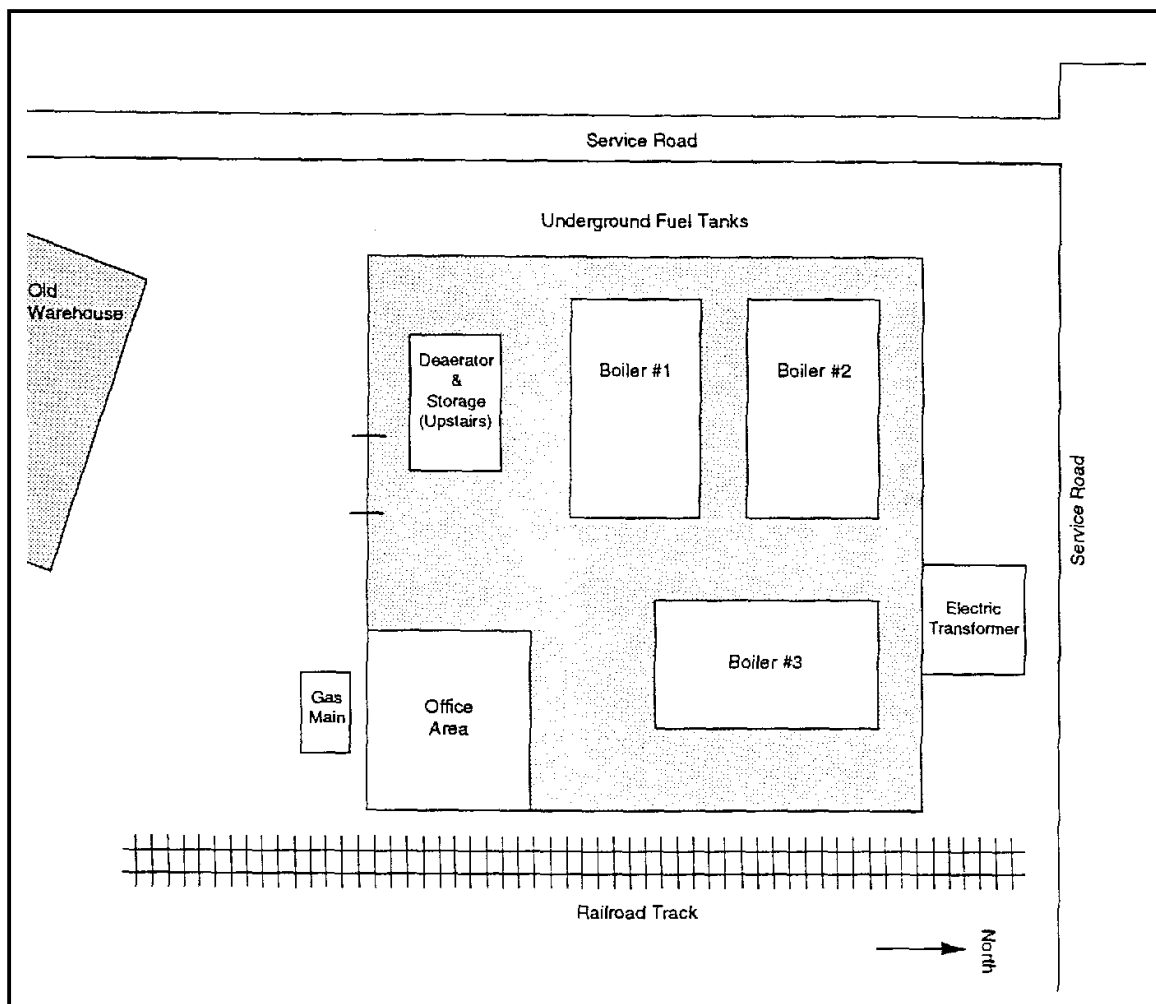 Service Road
Underground Fuel Tanks
Old
Warehouse
Deaerator
&
Storage
(Upstairs)
Boiler #1
Boiler #2
Service Road
Electric
Transformer
Boiler #3
Gas
Main
Office
Area
Railroad Track
North